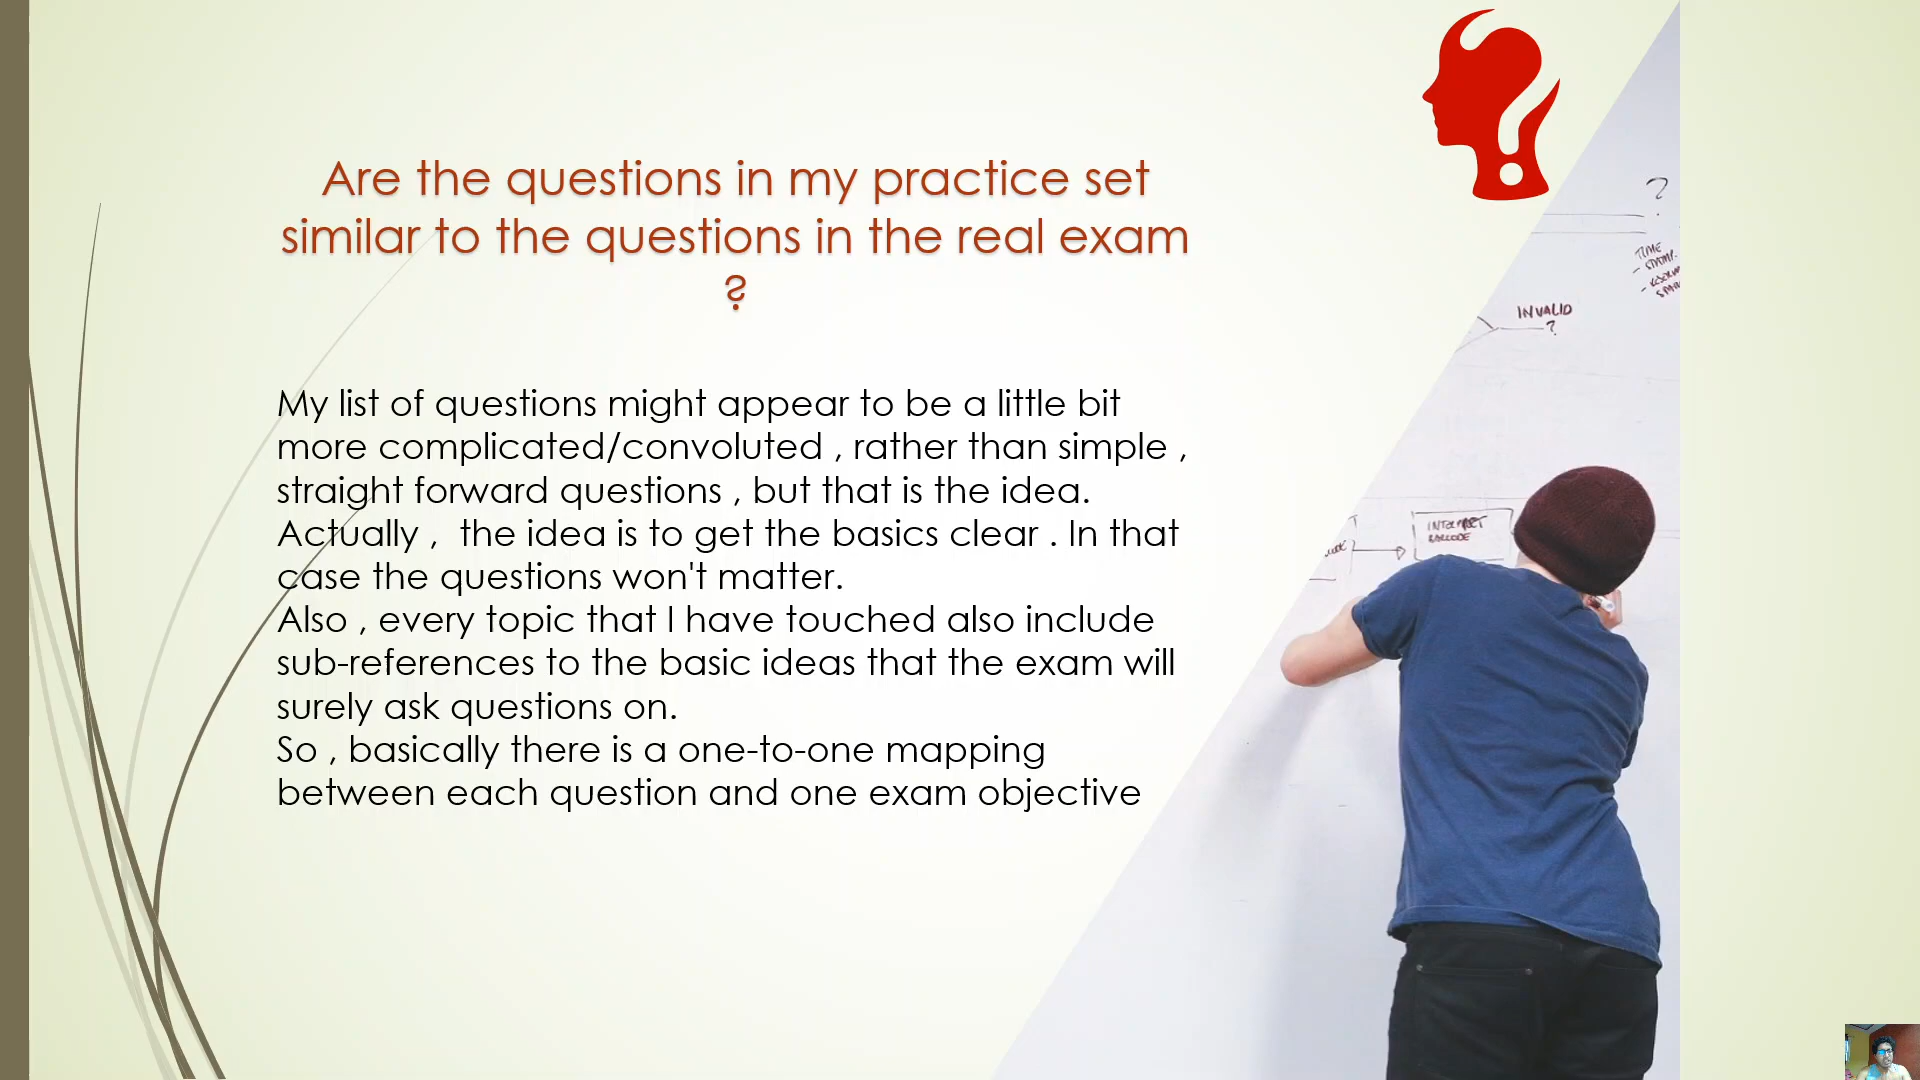 Are the questions in my practice set
similar to the questions in the real exam
?
My list of questions might appear to be a little bit
more complicated/convoluted , rather than simple ,
straight forward questions , but that is the idea.
Actually ,  the idea is to get the basics clear . In that
case the questions won't matter.
Also , every topic that I have touched also include
sub-references to the basic ideas that the exam will
surely ask questions on.
So , basically there is a one-to-one mapping
between each question and one exam objective
?
TIME
INVALID
?
INTERPRET
BARCODE